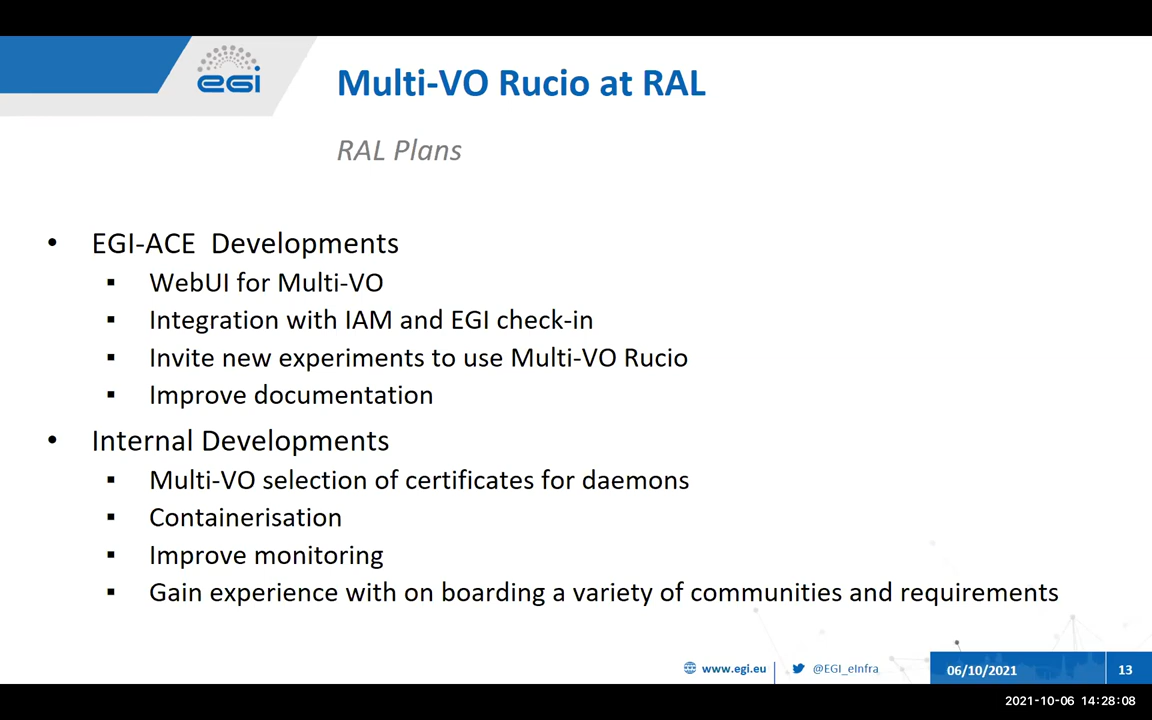 egi
Multi-VO Rucio at RAL
RAL Plans
• EGI-ACE  Developments
▪ WebUI for Multi-VO
▪ Integration with IAM and EGI check-in
▪ Invite new experiments to use Multi-VO Rucio
▪ Improve documentation
• Internal Developments
▪ Multi-VO selection of certificates for daemons
▪ Containerisation
▪ Improve monitoring
▪ Gain experience with on boarding a variety of communities and requirements
www.egi.eu | @EGI_eInfra 06/10/2021 13
2021-10-06 14:28:08